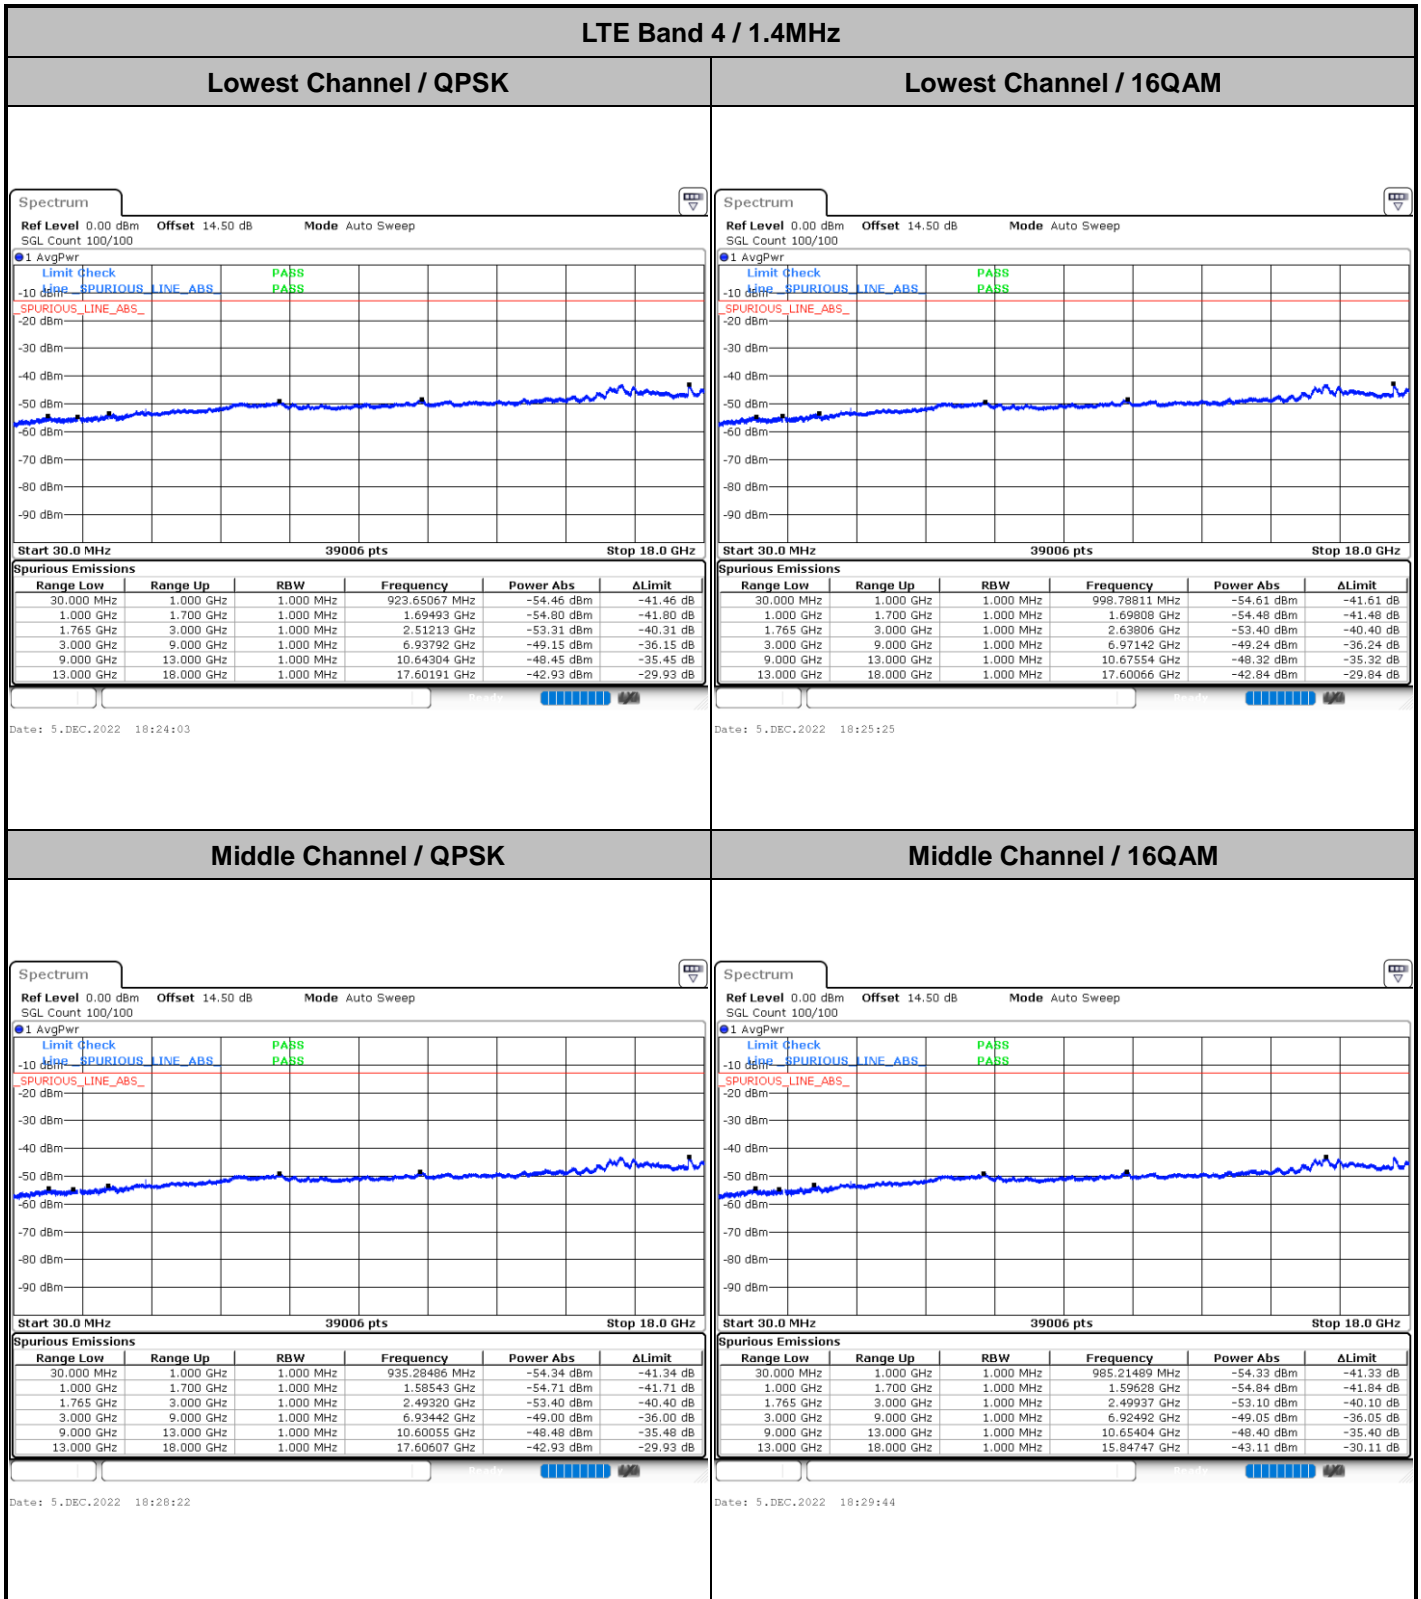 LTE Band 4 / 1.4MHz
Lowest Channel / QPSK
Lowest Channel / 16QAM
Spectrum
Ref Level 0.00 dBm Offset 14.50 dB Mode Auto Sweep
SGL Count 100/100
1 AvgPwr
Limit Check PASS
Line _SPURIOUS_LINE_ABS_ PASS
-10 dBm
_SPURIOUS_LINE_ABS_
-20 dBm
-30 dBm
-40 dBm
-50 dBm
-60 dBm
-70 dBm
-80 dBm
-90 dBm
Start 30.0 MHz 39006 pts Stop 18.0 GHz
Spurious Emissions
Range Low Range Up RBW Frequency Power Abs ΔLimit
30.000 MHz 1.000 GHz 1.000 MHz 923.65067 MHz -54.46 dBm -41.46 dB
1.000 GHz 1.700 GHz 1.000 MHz 1.69493 GHz -54.80 dBm -41.80 dB
1.765 GHz 3.000 GHz 1.000 MHz 2.51213 GHz -53.31 dBm -40.31 dB
3.000 GHz 9.000 GHz 1.000 MHz 6.93792 GHz -49.15 dBm -36.15 dB
9.000 GHz 13.000 GHz 1.000 MHz 10.64304 GHz -48.45 dBm -35.45 dB
13.000 GHz 18.000 GHz 1.000 MHz 17.60191 GHz -42.93 dBm -29.93 dB
Date: 5.DEC.2022 18:24:03
Spectrum
Ref Level 0.00 dBm Offset 14.50 dB Mode Auto Sweep
SGL Count 100/100
1 AvgPwr
Limit Check PASS
Line _SPURIOUS_LINE_ABS_ PASS
-10 dBm
_SPURIOUS_LINE_ABS_
-20 dBm
-30 dBm
-40 dBm
-50 dBm
-60 dBm
-70 dBm
-80 dBm
-90 dBm
Start 30.0 MHz 39006 pts Stop 18.0 GHz
Spurious Emissions
Range Low Range Up RBW Frequency Power Abs ΔLimit
30.000 MHz 1.000 GHz 1.000 MHz 998.78811 MHz -54.61 dBm -41.61 dB
1.000 GHz 1.700 GHz 1.000 MHz 1.69808 GHz -54.48 dBm -41.48 dB
1.765 GHz 3.000 GHz 1.000 MHz 2.63806 GHz -53.40 dBm -40.40 dB
3.000 GHz 9.000 GHz 1.000 MHz 6.97142 GHz -49.24 dBm -36.24 dB
9.000 GHz 13.000 GHz 1.000 MHz 10.67554 GHz -48.32 dBm -35.32 dB
13.000 GHz 18.000 GHz 1.000 MHz 17.60066 GHz -42.84 dBm -29.84 dB
Ready
Date: 5.DEC.2022 18:25:25
Middle Channel / QPSK
Middle Channel / 16QAM
Spectrum
Ref Level 0.00 dBm Offset 14.50 dB Mode Auto Sweep
SGL Count 100/100
1 AvgPwr
Limit Check PASS
Line _SPURIOUS_LINE_ABS_ PASS
-10 dBm
_SPURIOUS_LINE_ABS_
-20 dBm
-30 dBm
-40 dBm
-50 dBm
-60 dBm
-70 dBm
-80 dBm
-90 dBm
Start 30.0 MHz 39006 pts Stop 18.0 GHz
Spurious Emissions
Range Low Range Up RBW Frequency Power Abs ΔLimit
30.000 MHz 1.000 GHz 1.000 MHz 935.28486 MHz -54.34 dBm -41.34 dB
1.000 GHz 1.700 GHz 1.000 MHz 1.58543 GHz -54.71 dBm -41.71 dB
1.765 GHz 3.000 GHz 1.000 MHz 2.49320 GHz -53.40 dBm -40.40 dB
3.000 GHz 9.000 GHz 1.000 MHz 6.93442 GHz -49.00 dBm -36.00 dB
9.000 GHz 13.000 GHz 1.000 MHz 10.60055 GHz -48.48 dBm -35.48 dB
13.000 GHz 18.000 GHz 1.000 MHz 17.60607 GHz -42.93 dBm -29.93 dB
Ready
Date: 5.DEC.2022 18:28:22
Spectrum
Ref Level 0.00 dBm Offset 14.50 dB Mode Auto Sweep
SGL Count 100/100
1 AvgPwr
Limit Check PASS
Line _SPURIOUS_LINE_ABS_ PASS
-10 dBm
_SPURIOUS_LINE_ABS_
-20 dBm
-30 dBm
-40 dBm
-50 dBm
-60 dBm
-70 dBm
-80 dBm
-90 dBm
Start 30.0 MHz 39006 pts Stop 18.0 GHz
Spurious Emissions
Range Low Range Up RBW Frequency Power Abs ΔLimit
30.000 MHz 1.000 GHz 1.000 MHz 985.21489 MHz -54.33 dBm -41.33 dB
1.000 GHz 1.700 GHz 1.000 MHz 1.59628 GHz -54.84 dBm -41.84 dB
1.765 GHz 3.000 GHz 1.000 MHz 2.49937 GHz -53.10 dBm -40.10 dB
3.000 GHz 9.000 GHz 1.000 MHz 6.92492 GHz -49.05 dBm -36.05 dB
9.000 GHz 13.000 GHz 1.000 MHz 10.65404 GHz -48.40 dBm -35.40 dB
13.000 GHz 18.000 GHz 1.000 MHz 15.84747 GHz -43.11 dBm -30.11 dB
Date: 5.DEC.2022 18:29:44